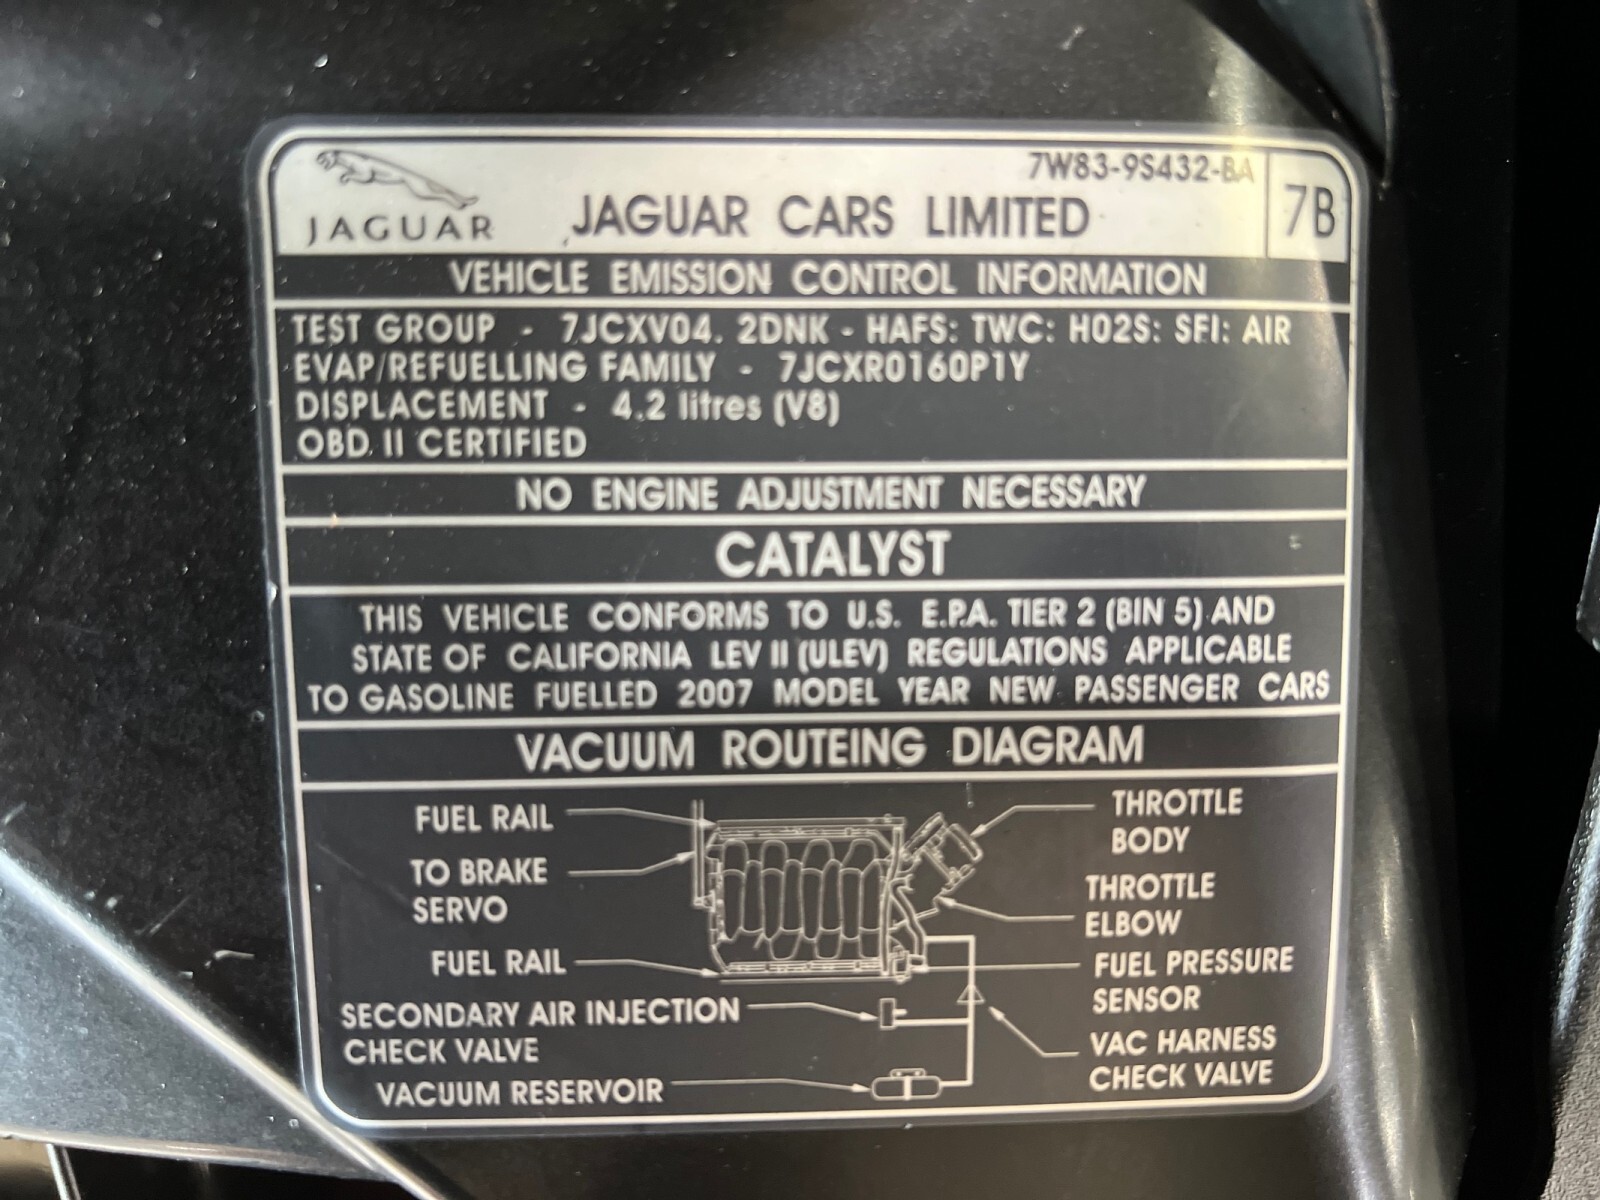 7W83-9S432-BA
JAGUAR
JAGUAR CARS LIMITED
7B
VEHICLE EMISSION CONTROL INFORMATION
TEST GROUP - 7JCXV04. 2DNK - HAFS: TWC: H02S: SFI: AIR
EVAP/REFUELLING FAMILY - 7JCXR0160P1Y
DISPLACEMENT - 4.2 litres (V8)
OBD II CERTIFIED
NO ENGINE ADJUSTMENT NECESSARY
CATALYST
THIS VEHICLE CONFORMS TO U.S. E.P.A. TIER 2 (BIN 5) AND
STATE OF CALIFORNIA LEV II (ULEV) REGULATIONS APPLICABLE
TO GASOLINE FUELLED 2007 MODEL YEAR NEW PASSENGER CARS
VACUUM ROUTEING DIAGRAM
FUEL RAIL
TO BRAKE
SERVO
FUEL RAIL
SECONDARY AIR INJECTION
CHECK VALVE
VACUUM RESERVOIR
THROTTLE
BODY
THROTTLE
ELBOW
FUEL PRESSURE
SENSOR
VAC HARNESS
CHECK VALVE